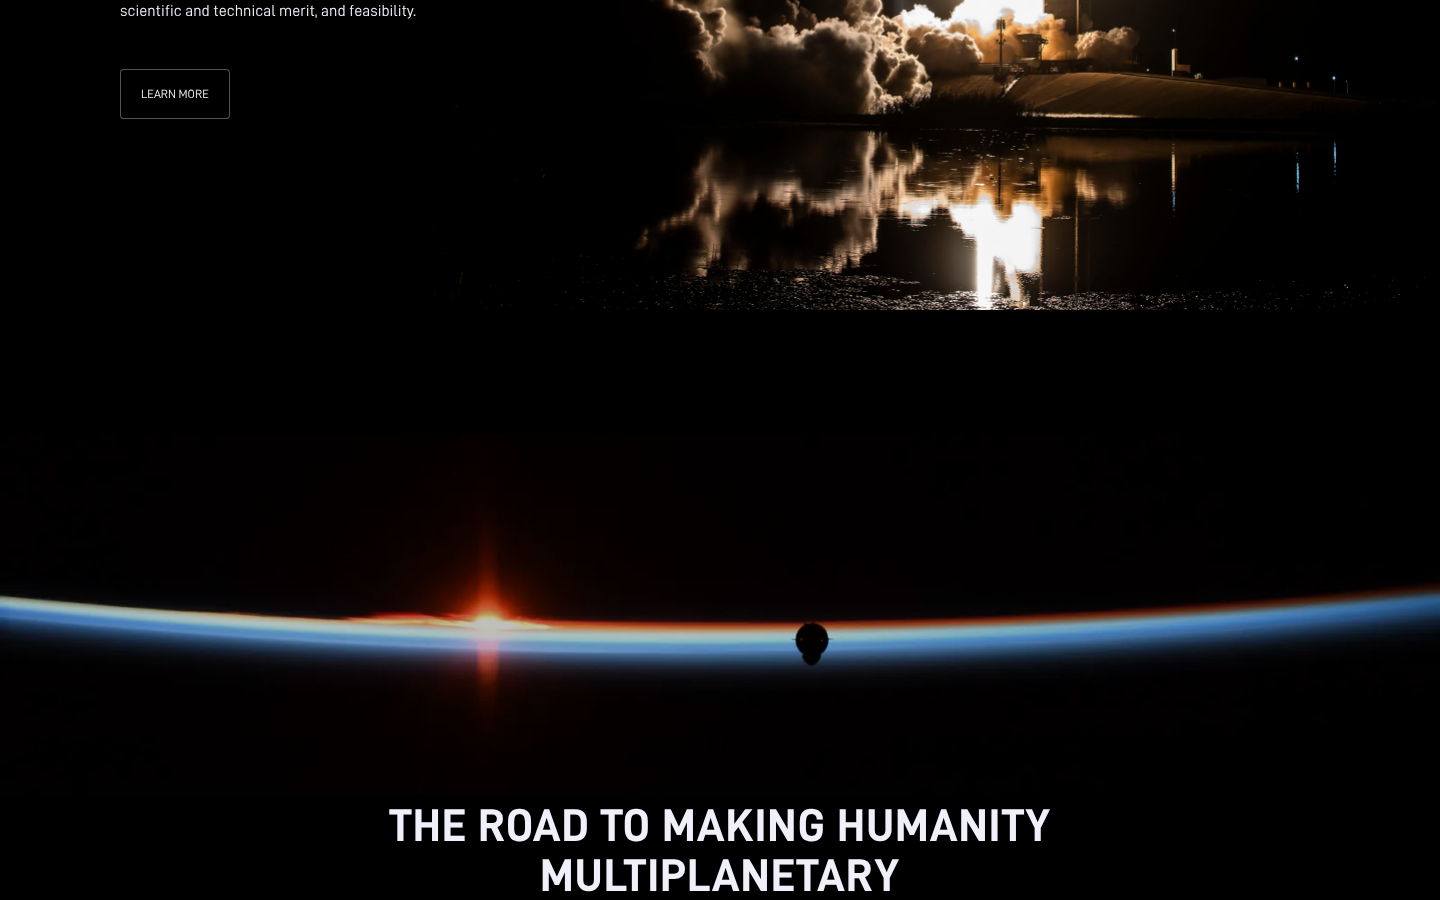 scientific and technical merit, and feasibility.
LEARN MORE
THE ROAD TO MAKING HUMANITY
MULTIPLANETARY